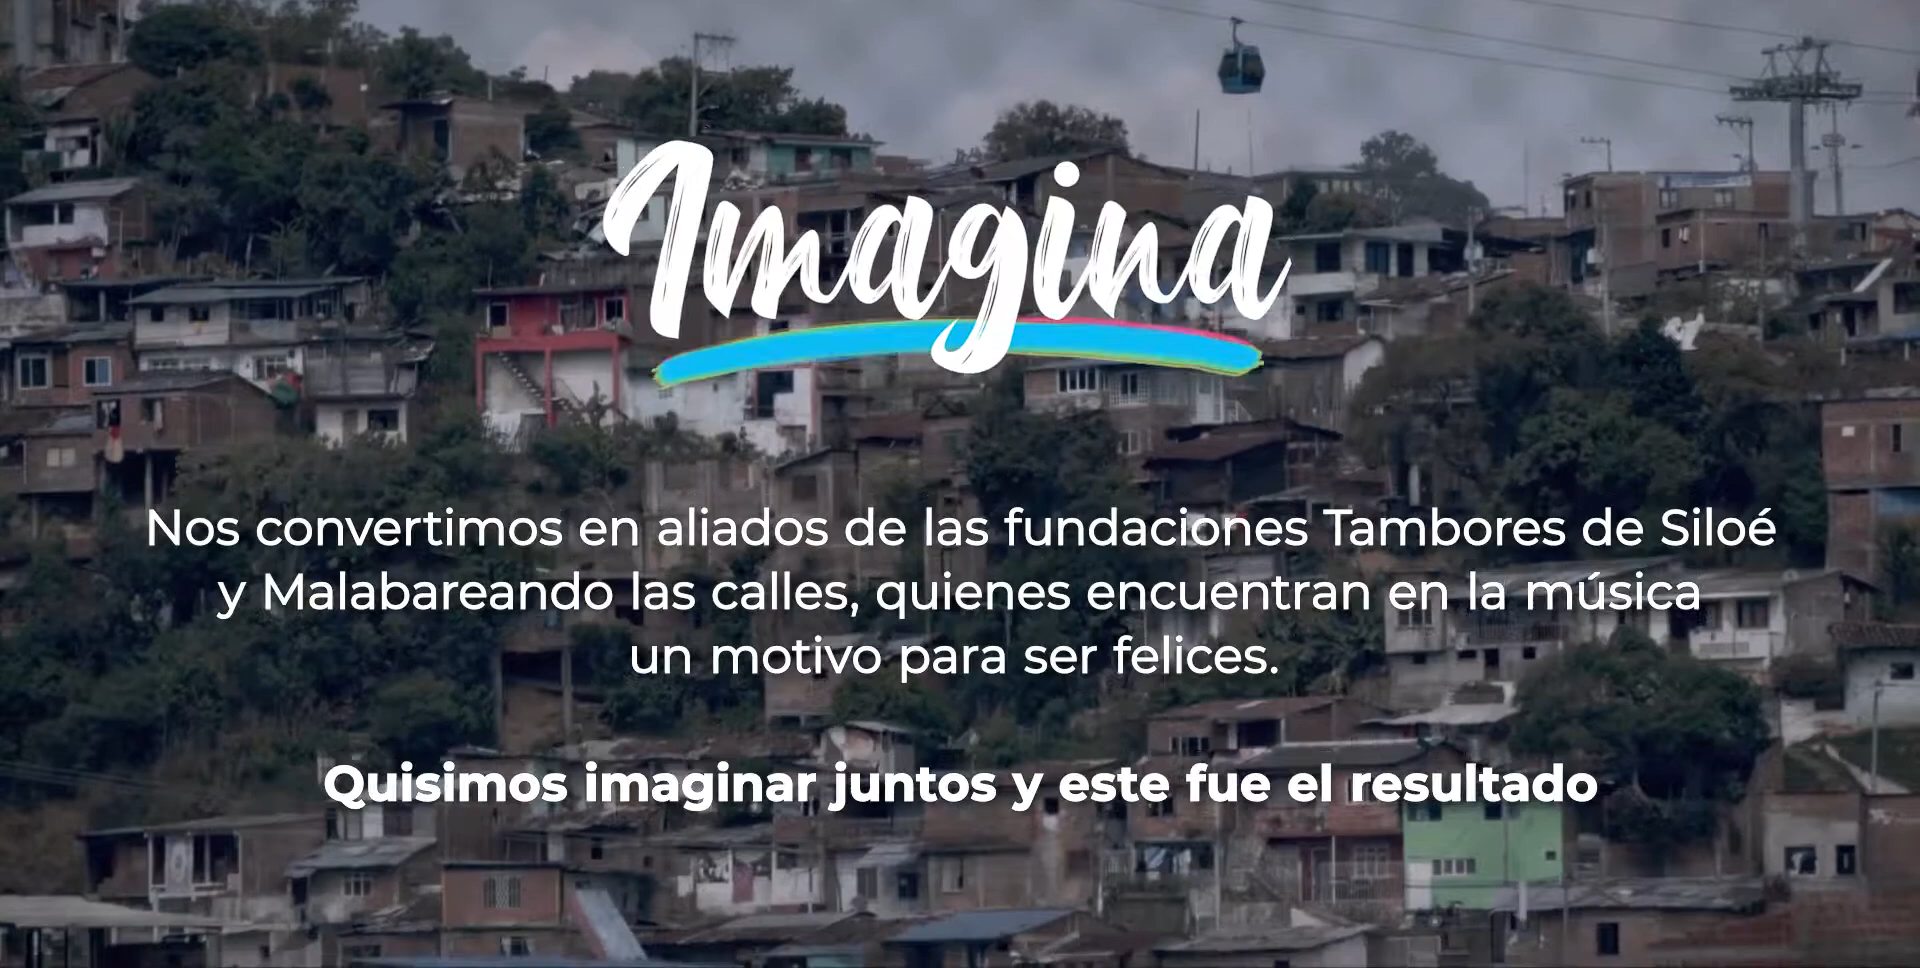 Imagina
Nos convertimos en aliados de las fundaciones Tambores de Siloé
y Malabareando las calles, quienes encuentran en la música
un motivo para ser felices.
Quisimos imaginar juntos y este fue el resultado